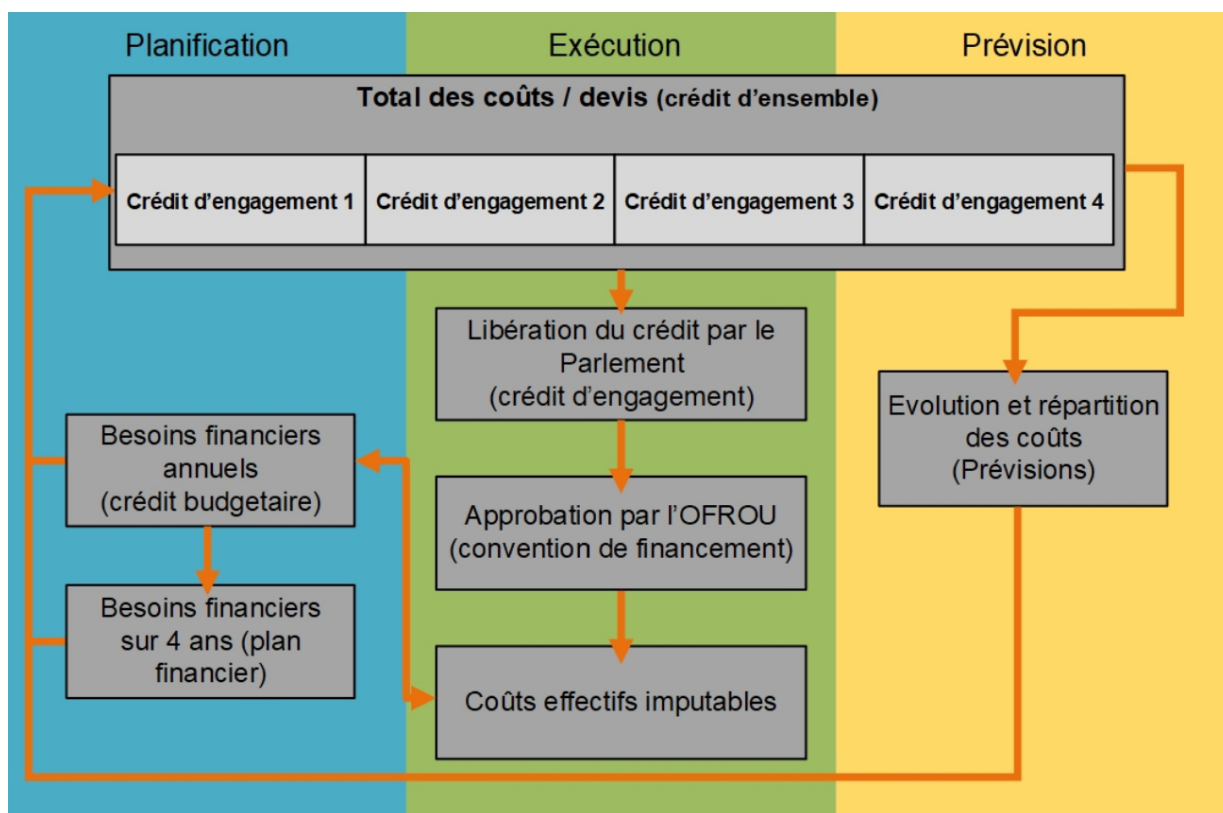 Planification
Exécution
Prévision
Total des coûts / devis (crédit d’ensemble)
Crédit d’engagement 1
Crédit d’engagement 2
Crédit d’engagement 3
Crédit d’engagement 4
Libération du crédit par le
Parlement
(crédit d’engagement)
Evolution et répartition
des coûts
(Prévisions)
Besoins financiers
annuels
(crédit budgetaire)
Approbation par l’OFROU
(convention de financement)
Besoins financiers
sur 4 ans (plan
financier)
Coûts effectifs imputables